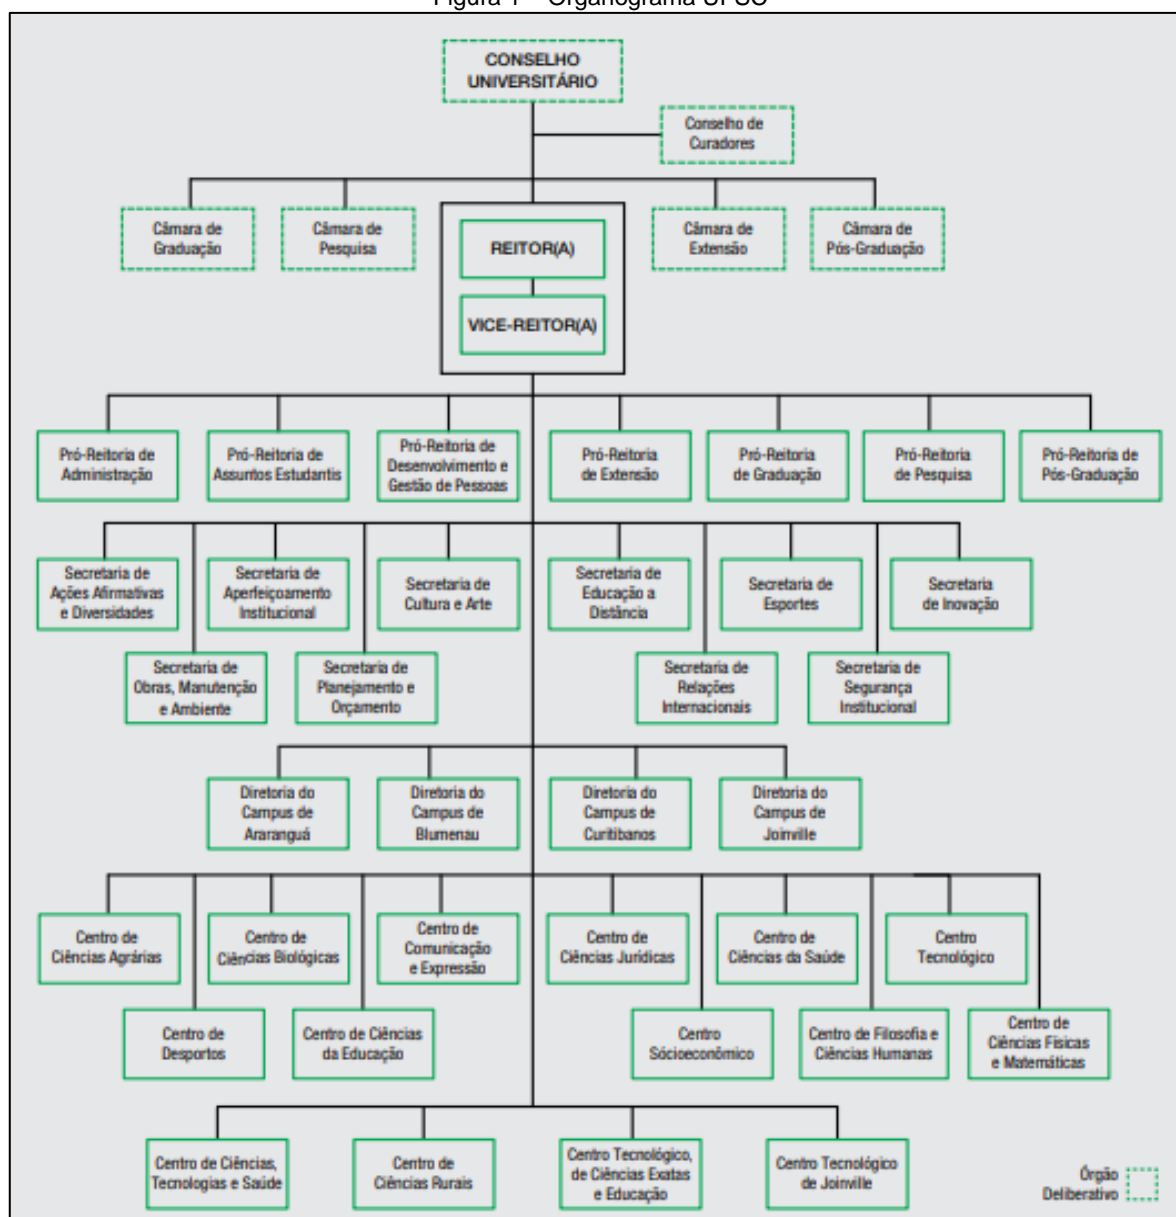 Figura 1 – Organograma UFSC
CONSELHO
UNIVERSITÁRIO
Conselho de
Curadores
Câmara de
Graduação
Câmara de
Pesquisa
Câmara de
Extensão
Câmara de
Pós-Graduação
REITOR(A)
VICE-REITOR(A)
Pró-Reitoria de
Administração
Pró-Reitoria de
Assuntos Estudantis
Pró-Reitoria de
Desenvolvimento e
Gestão de Pessoas
Pró-Reitoria
de Extensão
Pró-Reitoria
de Graduação
Pró-Reitoria
de Pesquisa
Pró-Reitoria de
Pós-Graduação
Secretaria de
Ações Afirmativas
e Diversidades
Secretaria de
Aperfeiçoamento
Institucional
Secretaria de
Cultura e Arte
Secretaria de
Educação a
Distância
Secretaria de
Esportes
Secretaria
de Inovação
Secretaria de
Obras, Manutenção
e Ambiente
Secretaria de
Planejamento e
Orçamento
Secretaria de
Relações
Internacionais
Secretaria de
Segurança
Institucional
Diretoria do
Campus de
Araranguá
Diretoria do
Campus de
Blumenau
Diretoria do
Campus de
Curitibanos
Diretoria do
Campus de
Joinville
Centro de
Ciências Agrárias
Centro de
Ciências Biológicas
Centro de
Comunicação
e Expressão
Centro de
Ciências Jurídicas
Centro de
Ciências da Saúde
Centro
Tecnológico
Centro de
Desportos
Centro de Ciências
da Educação
Centro
Sócioeconômico
Centro de Filosofia e
Ciências Humanas
Centro de
Ciências Físicas
e Matemáticas
Centro de Ciências,
Tecnologias e Saúde
Centro de
Ciências Rurais
Centro Tecnológico,
de Ciências Exatas
e Educação
Centro Tecnológico
de Joinville
Órgão
Deliberativo